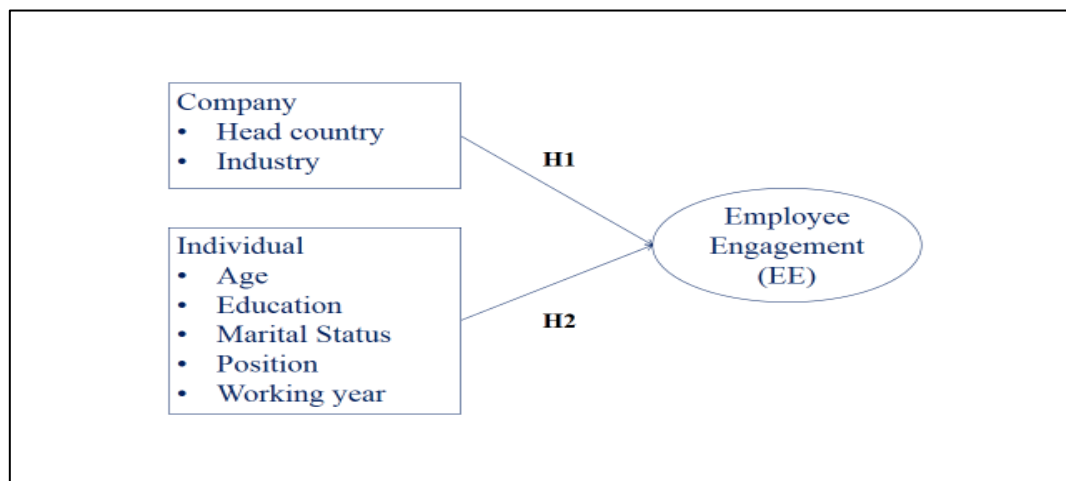 Company
• Head country
• Industry
H1
Individual
• Age
• Education
• Marital Status
• Position
• Working year
H2
Employee
Engagement
(EE)